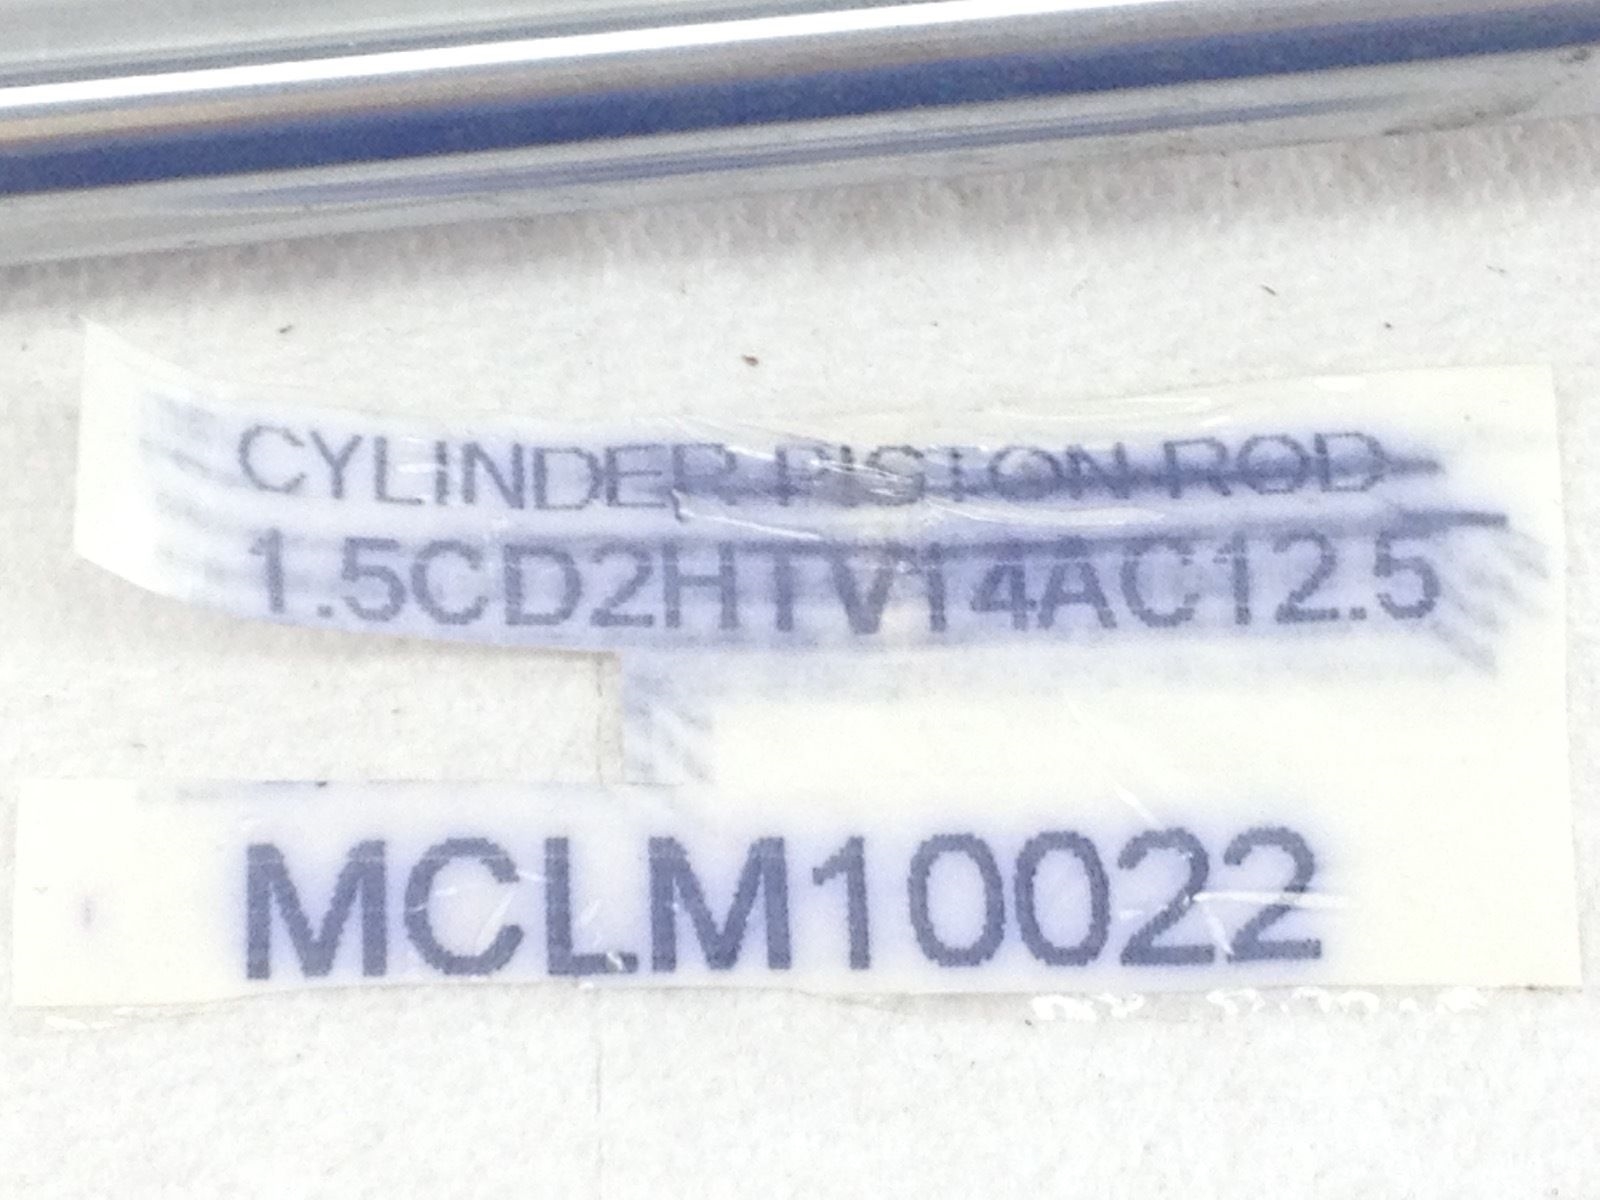 CYLINDER PISTON ROD
1.5CD2HTV14AC12.5
MCLM10022